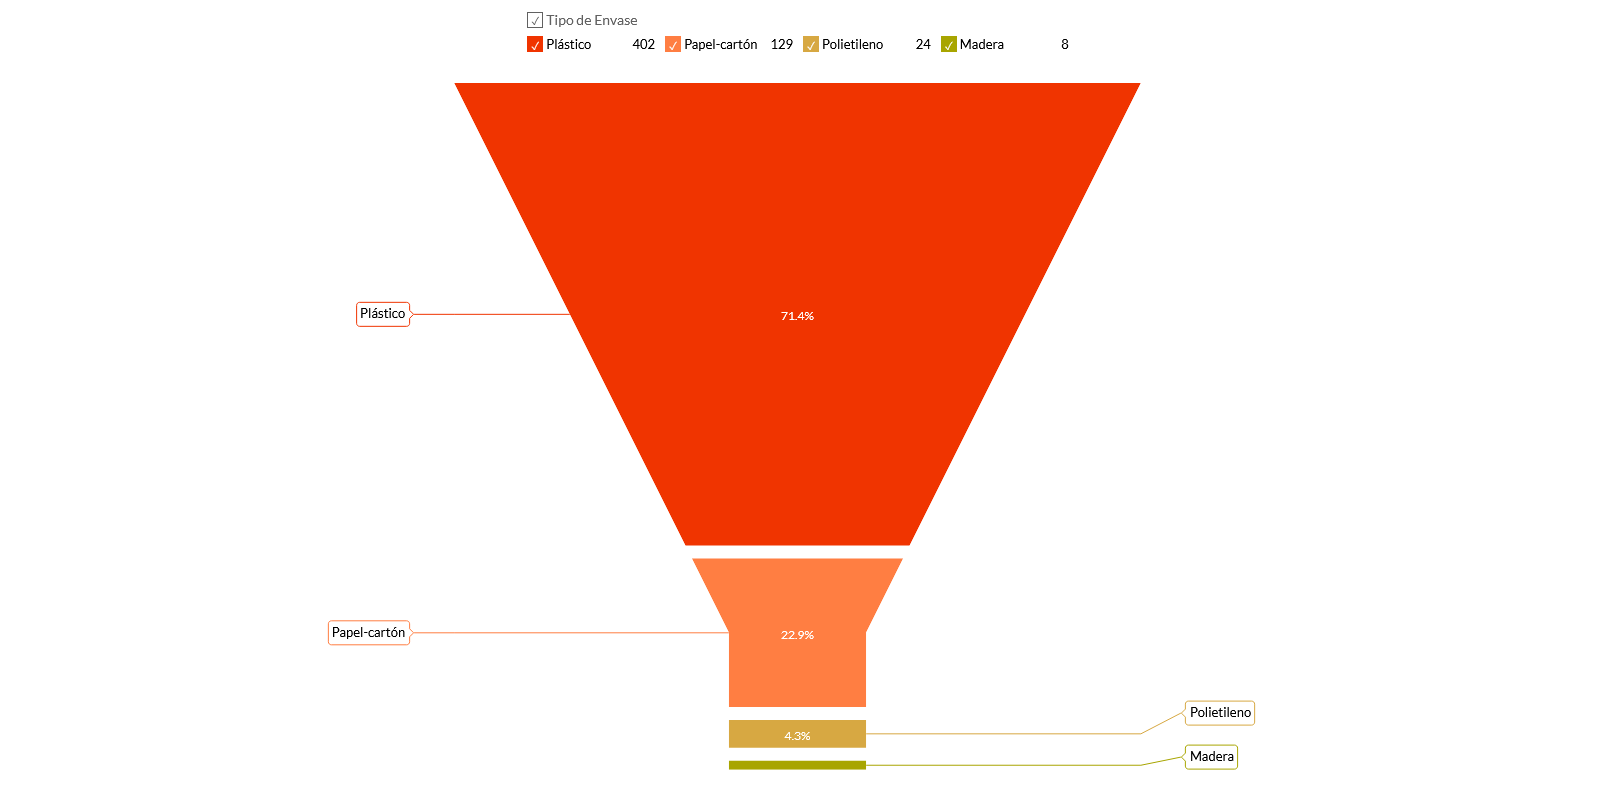 Tipo de Envase
Plástico 402 Papel-cartón 129 Polietileno 24 Madera 8
Plástico
71.4%
Papel-cartón
22.9%
Polietileno
4.3%
Madera